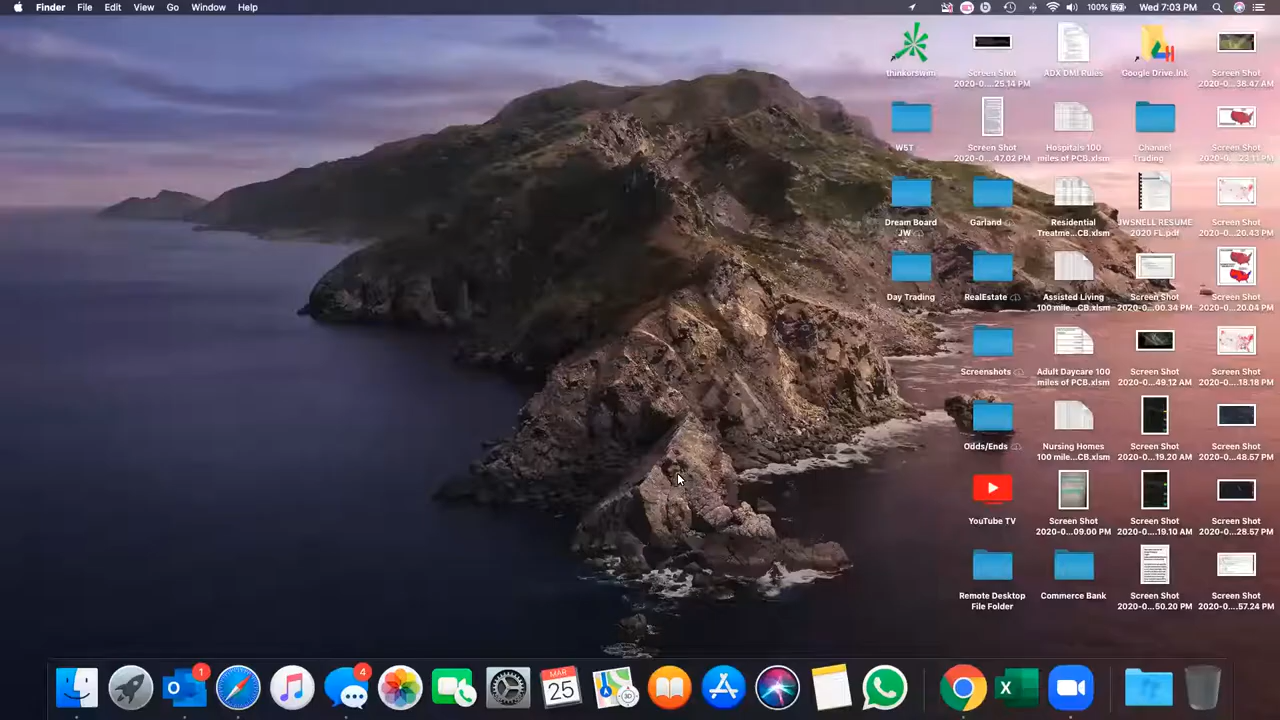 Finder File Edit View Go Window Help
100% Wed 7:03 PM
thinkorswim
Screen Shot
2020-0....25.14 PM
ADX DMI Rules
Google Drive.lnk
Screen Shot
2020-0...38.47 AM
W5T
Screen Shot
2020-0....47.02 PM
Hospitals 100
miles of PCB.xlsm
Channel
Trading
Screen Shot
2020-0....23.11 PM
Dream Board
JW
Garland
Residential
Treatme...CB.xlsm
JWSNELL RESUME
2020 FL.pdf
Screen Shot
2020-0...20.43 PM
Day Trading
RealEstate
Assisted Living
100 mile...CB.xlsm
Screen Shot
2020-0...00.34 PM
Screen Shot
2020-0...20.04 PM
Screenshots
Adult Daycare 100
miles of PCB.xlsm
Screen Shot
2020-0....49.12 AM
Screen Shot
2020-0....18.18 PM
Odds/Ends
Nursing Homes
100 mile...CB.xlsm
Screen Shot
2020-0....19.20 AM
Screen Shot
2020-0...48.57 PM
YouTube TV
Screen Shot
2020-0...09.00 PM
Screen Shot
2020-0....19.10 AM
Screen Shot
2020-0...28.57 PM
Remote Desktop
File Folder
Commerce Bank
Screen Shot
2020-0...50.20 PM
Screen Shot
2020-0....57.24 PM
1
4
MAR
25
3D